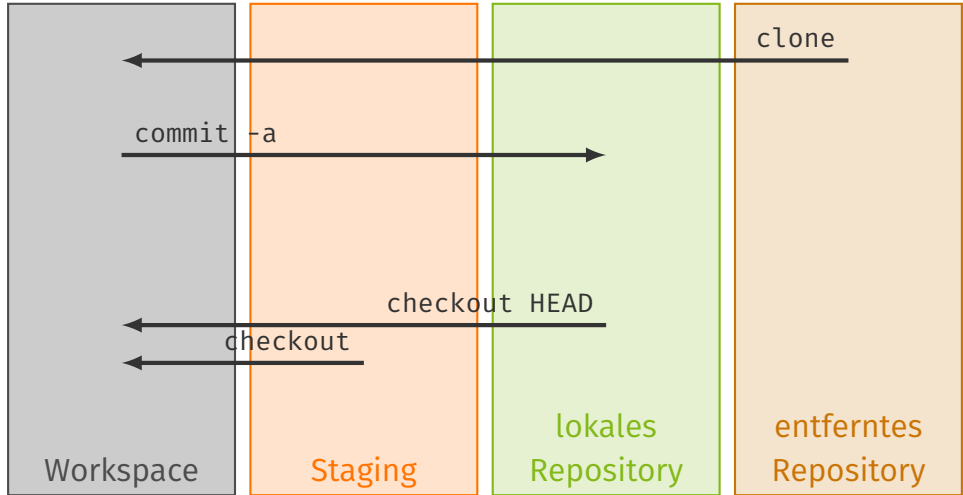 clone
commit -a
checkout HEAD
checkout
Workspace
Staging
lokales
Repository
entferntes
Repository